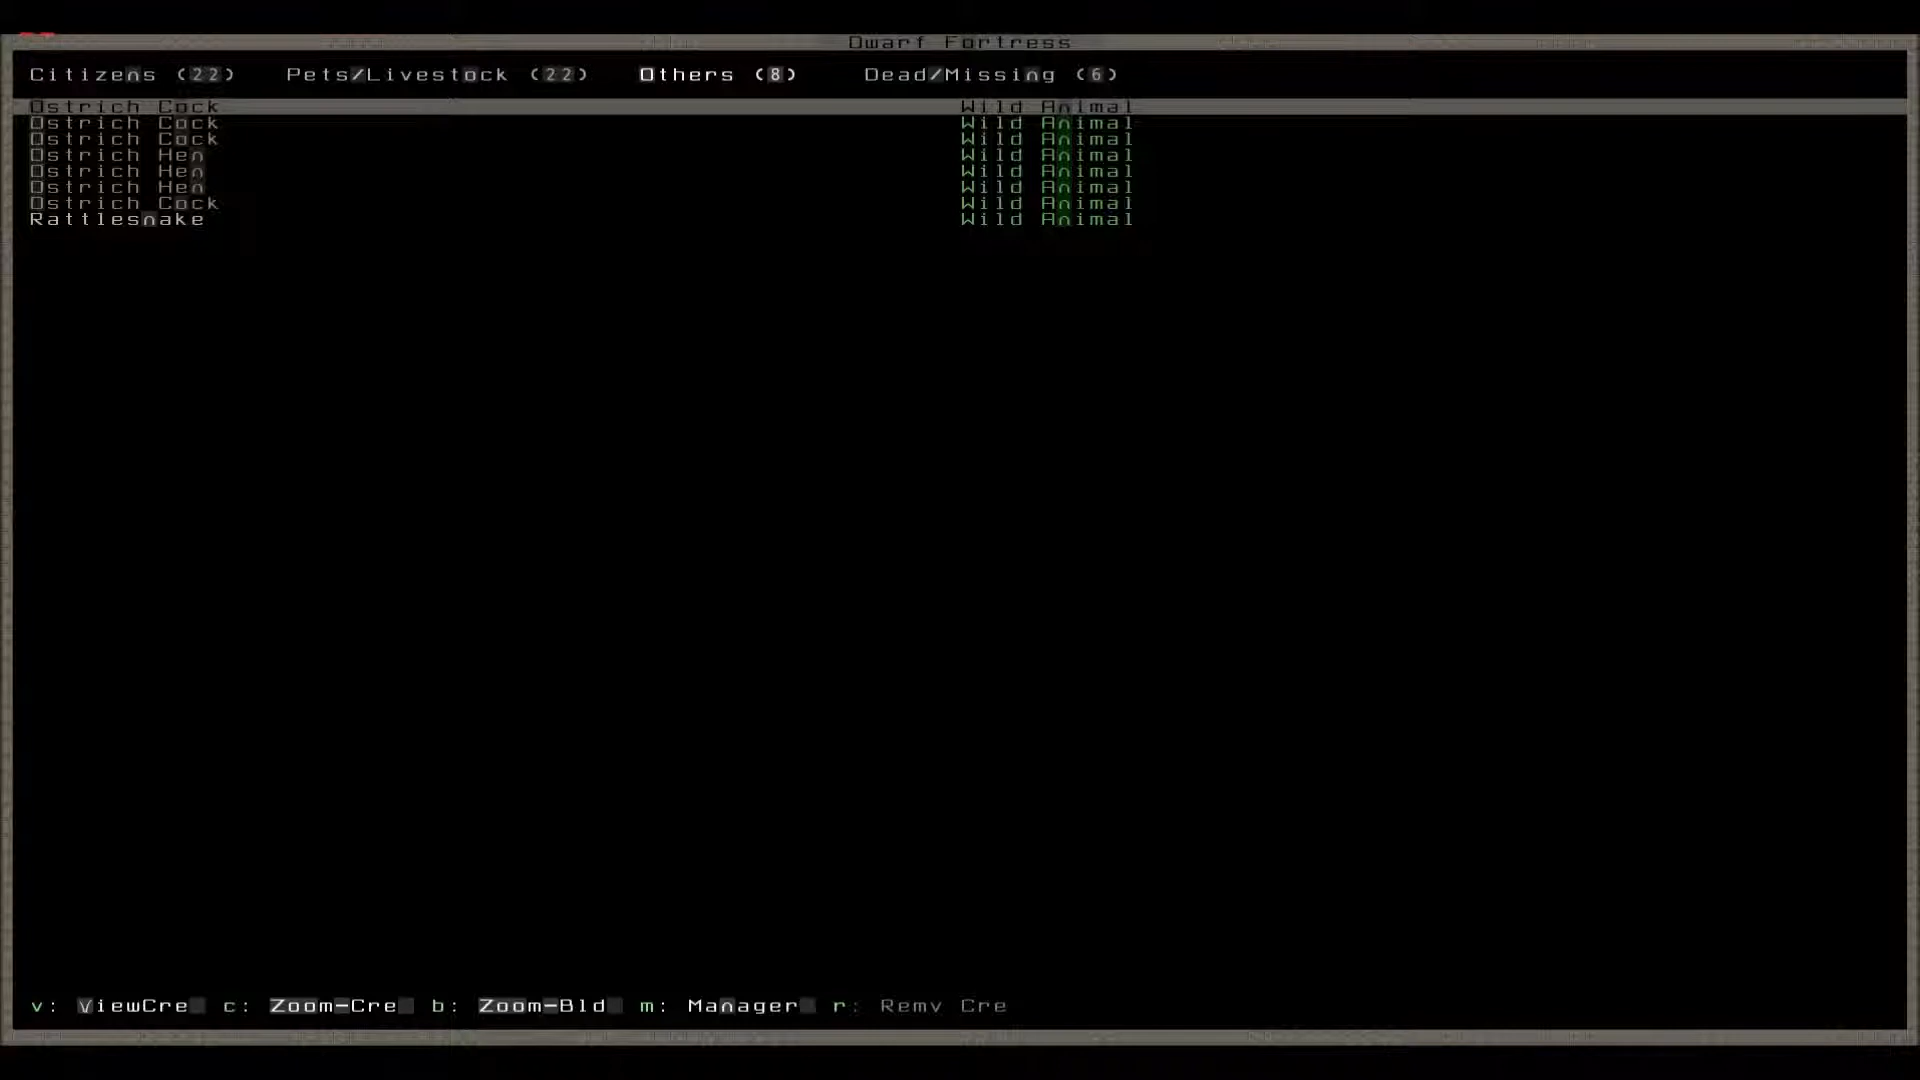 Dwarf Fortress
Citizens (22) Pets/Livestock (22) Others (8) Dead/Missing (6)
Ostrich Cock Wild Animal
Ostrich Cock Wild Animal
Ostrich Cock Wild Animal
Ostrich Hen Wild Animal
Ostrich Hen Wild Animal
Ostrich Hen Wild Animal
Ostrich Cock Wild Animal
Rattlesnake Wild Animal
v: ViewCre c: Zoom-Cre b: Zoom-Bld m: Manager r: Remv Cre